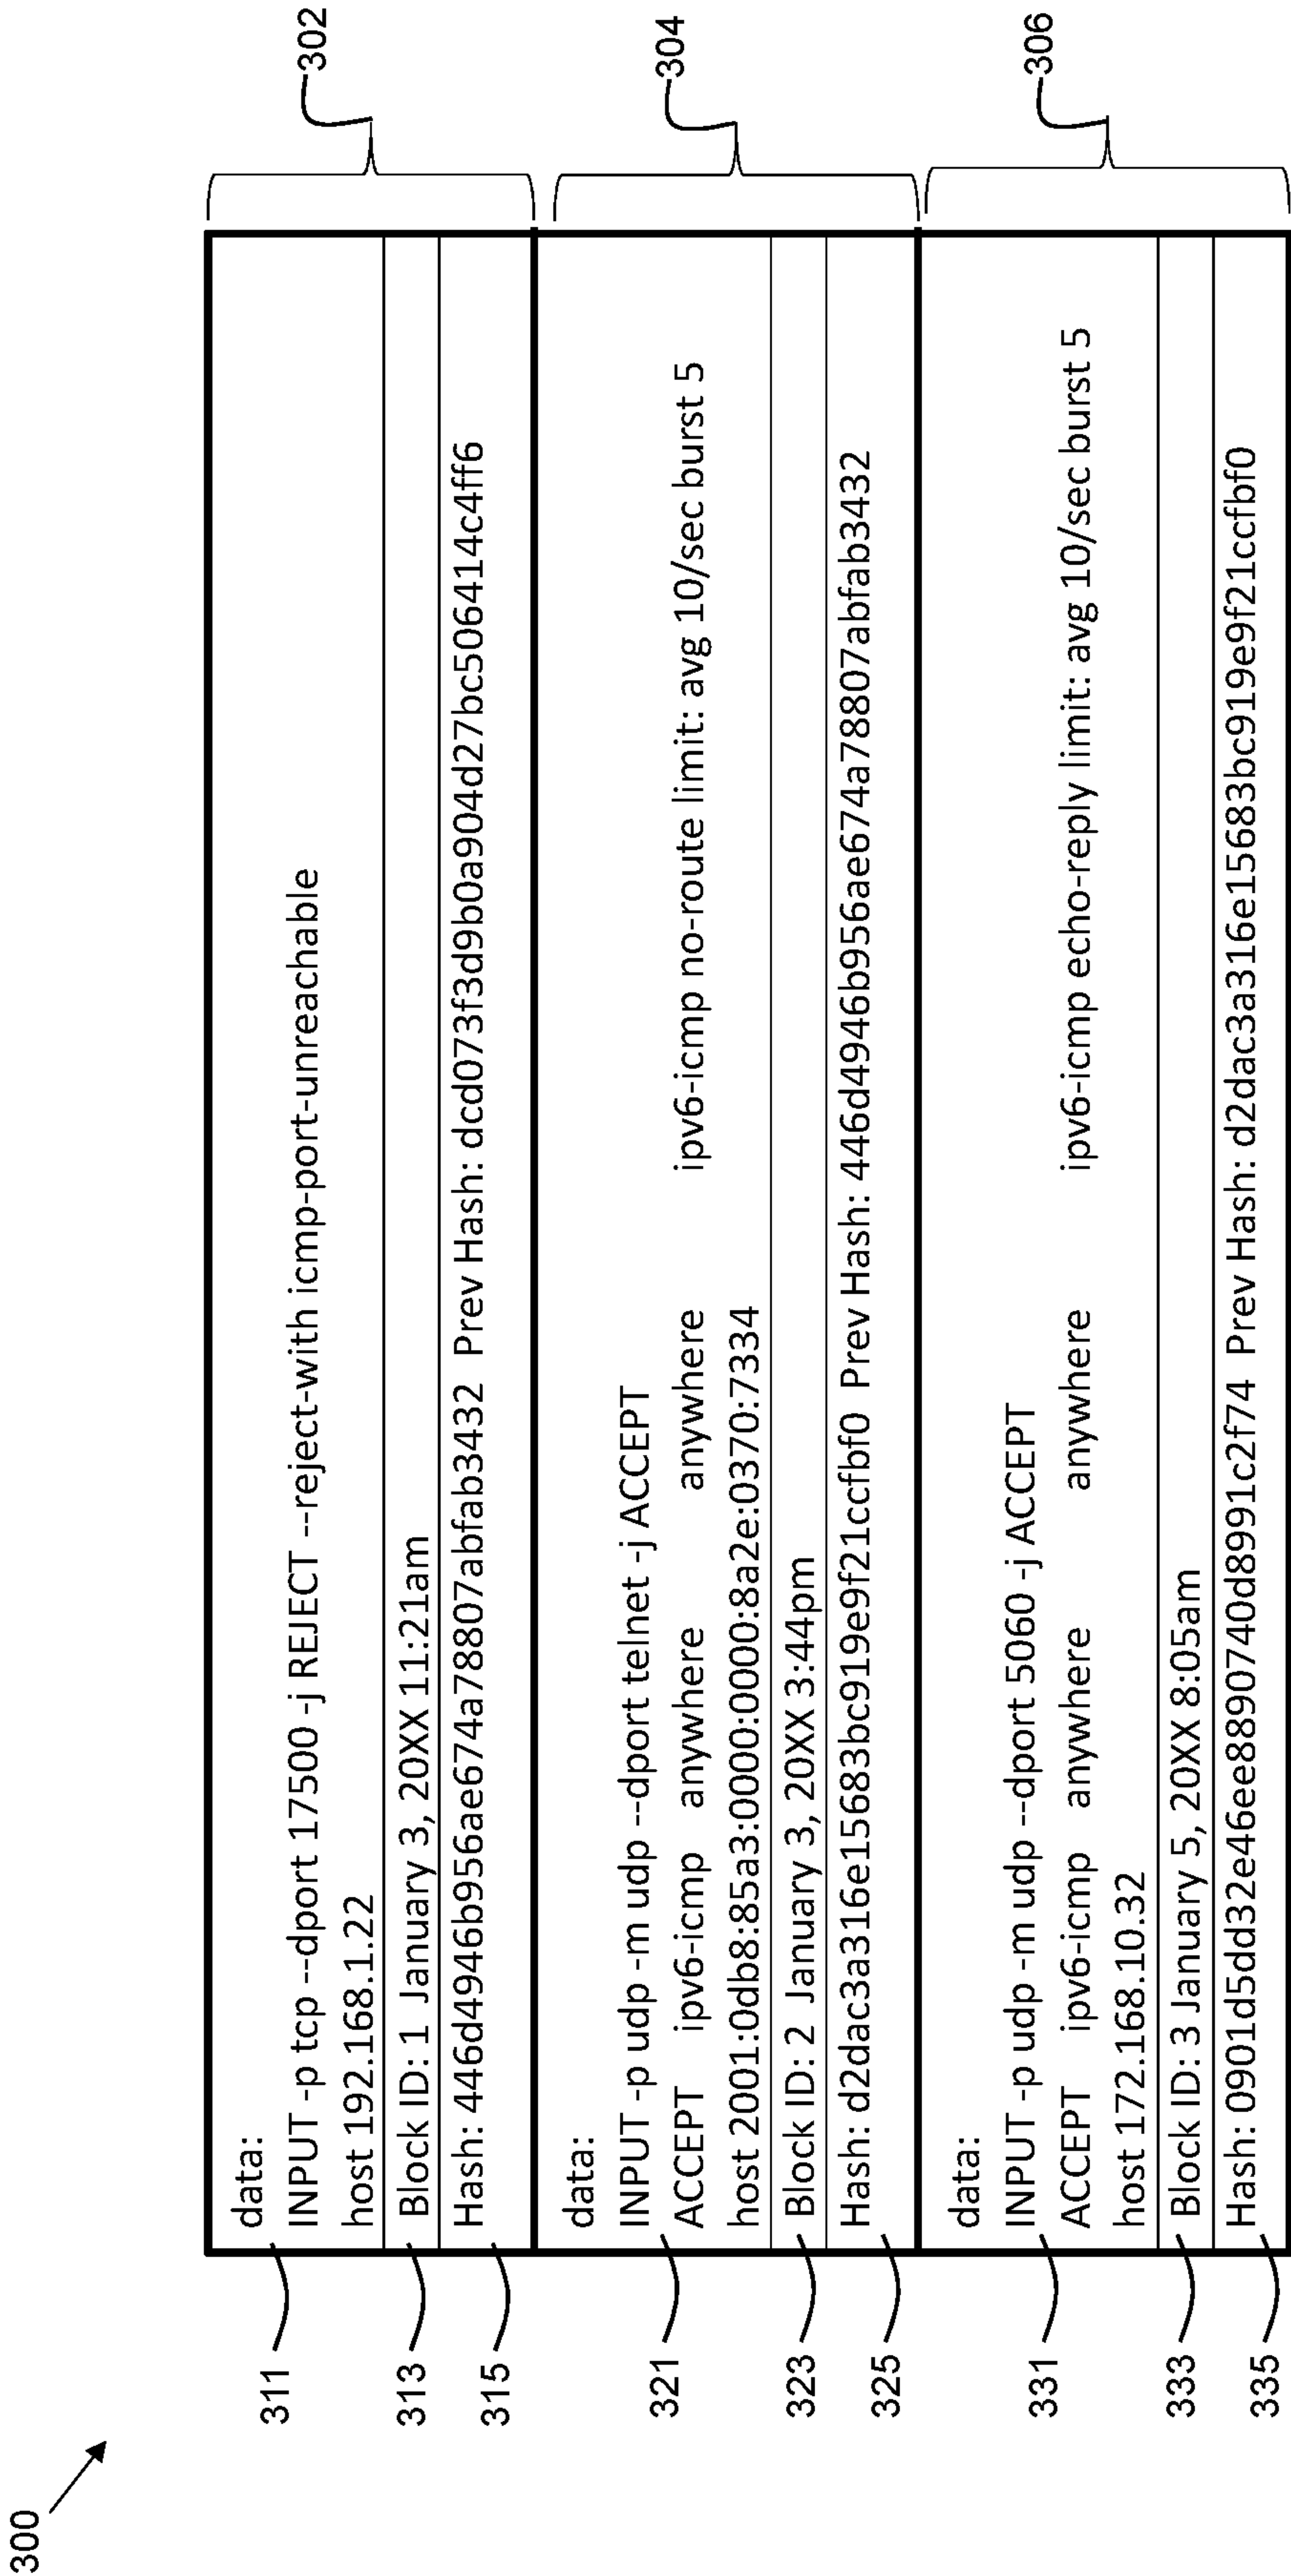 300
302
311
data:
INPUT -p tcp --dport 17500 -j REJECT --reject-with icmp-port-unreachable
host 192.168.1.22
313
Block ID: 1 January 3, 20XX 11:21am
315
Hash: 446d4946b956ae674a78807abfab3432 Prev Hash: dcd073f3d9b0a904d27bc506414c4ff6
304
321
data:
INPUT -p udp -m udp --dport telnet -j ACCEPT
ACCEPT ipv6-icmp anywhere anywhere ipv6-icmp no-route limit: avg 10/sec burst 5
host 2001:0db8:85a3:0000:0000:8a2e:0370:7334
323
Block ID: 2 January 3, 20XX 3:44pm
325
Hash: d2dac3a316e15683bc919e9f21ccfbf0 Prev Hash: 446d4946b956ae674a78807abfab3432
306
331
data:
INPUT -p udp -m udp --dport 5060 -j ACCEPT
ACCEPT ipv6-icmp anywhere anywhere ipv6-icmp echo-reply limit: avg 10/sec burst 5
host 172.168.10.32
333
Block ID: 3 January 5, 20XX 8:05am
335
Hash: 0901d5dd32e46ee8890740d8991c2f74 Prev Hash: d2dac3a316e15683bc919e9f21ccfbf0